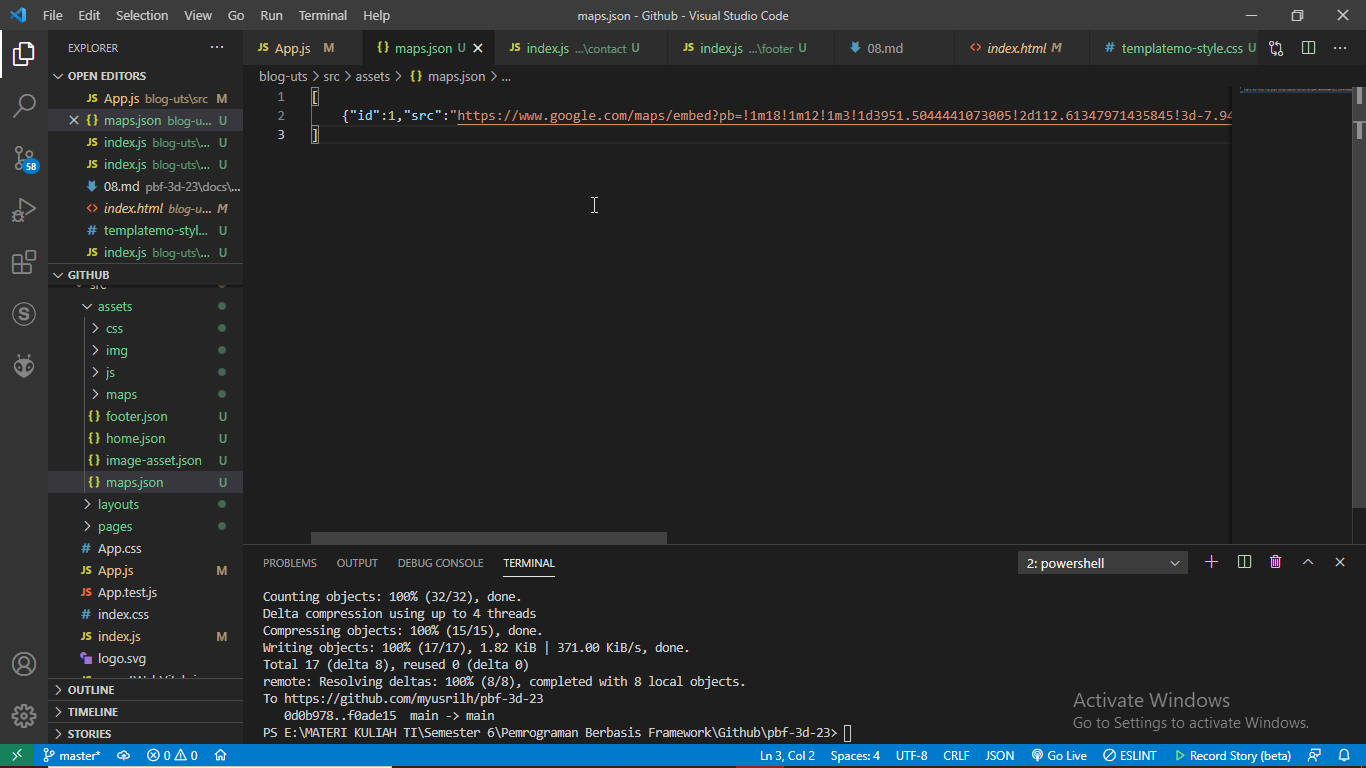 File Edit Selection View Go Run Terminal Help maps.json - Github - Visual Studio Code
EXPLORER
OPEN EDITORS
JS App.js blog-uts\src M
{} maps.json blog-u... U
JS index.js blog-uts\... U
JS index.js blog-uts\... U
08.md pbf-3d-23\docs\...
<> index.html blog-u... M
# templatemo-styl... U
JS index.js blog-uts\... U
GITHUB
src
assets
css
img
js
maps
{} footer.json U
{} home.json U
{} image-asset.json U
{} maps.json U
layouts
pages
# App.css
JS App.js M
JS App.test.js
# index.css
JS index.js M
logo.svg
OUTLINE
TIMELINE
STORIES
58
JS App.js M {} maps.json U JS index.js ...\contact U JS index.js ...\footer U 08.md <> index.html M # templatemo-style.css U
blog-uts > src > assets > {} maps.json > ...
1 [
2 {"id":1,"src":"https://www.google.com/maps/embed?pb=!1m18!1m12!1m3!1d3951.5044441073005!2d112.61347971435845!3d-7.94
3 ]
PROBLEMS OUTPUT DEBUG CONSOLE TERMINAL 2: powershell
Counting objects: 100% (32/32), done.
Delta compression using up to 4 threads
Compressing objects: 100% (15/15), done.
Writing objects: 100% (17/17), 1.82 KiB | 371.00 KiB/s, done.
Total 17 (delta 8), reused 0 (delta 0)
remote: Resolving deltas: 100% (8/8), completed with 8 local objects.
To https://github.com/myusrilh/pbf-3d-23
0d0b978..f0ade15 main -> main
PS E:\MATERI KULIAH TI\Semester 6\Pemrograman Berbasis Framework\Github\pbf-3d-23>
Activate Windows
Go to Settings to activate Windows.
master* 0 0 Ln 3, Col 2 Spaces: 4 UTF-8 CRLF JSON Go Live ESLINT Record Story (beta)